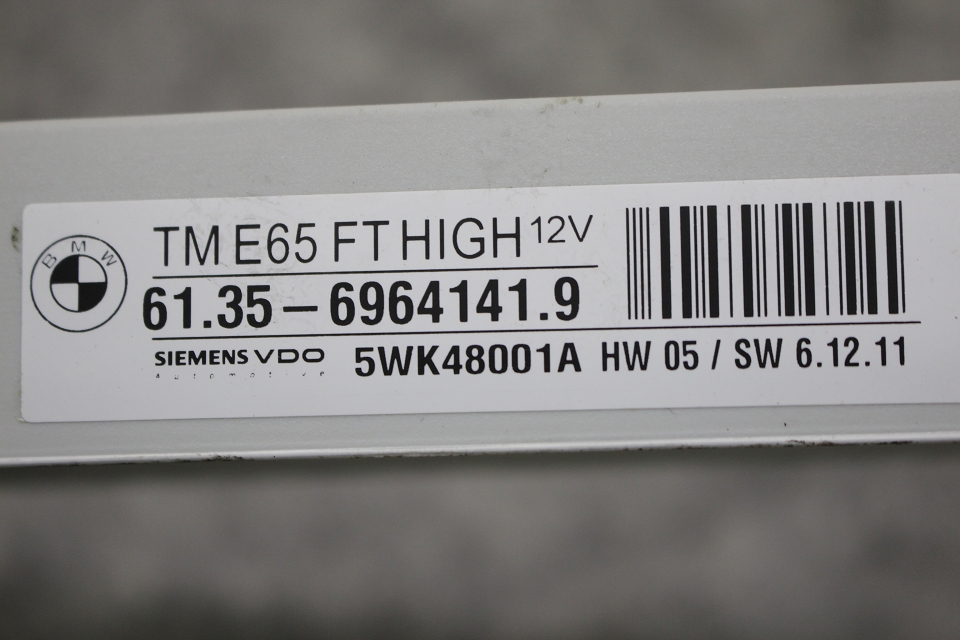 BMW
TM E65 FT HIGH 12V
61.35–6964141.9
SIEMENS VDO 5WK48001A HW 05 / SW 6.12.11
Automotive